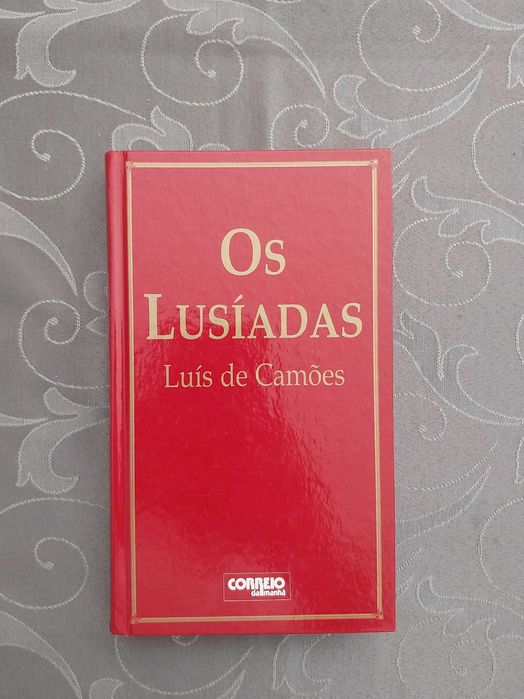 Os
Lusíadas
Luís de Camões
CORREIO
da manhã